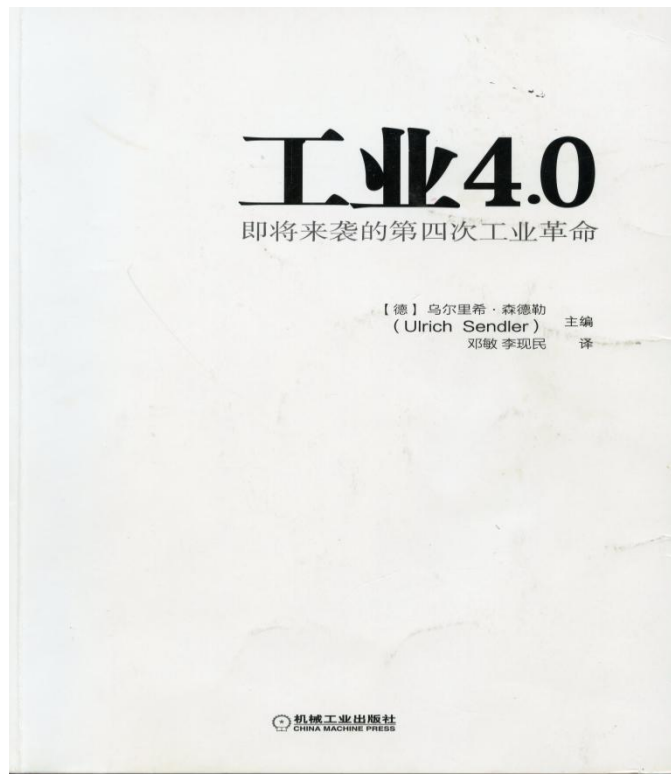 工业4.0
即将来袭的第四次工业革命
【德】乌尔里希·森德勒
(Ulrich Sendler) 主编
邓敏 李现民 译
机械工业出版社
CHINA MACHINE PRESS